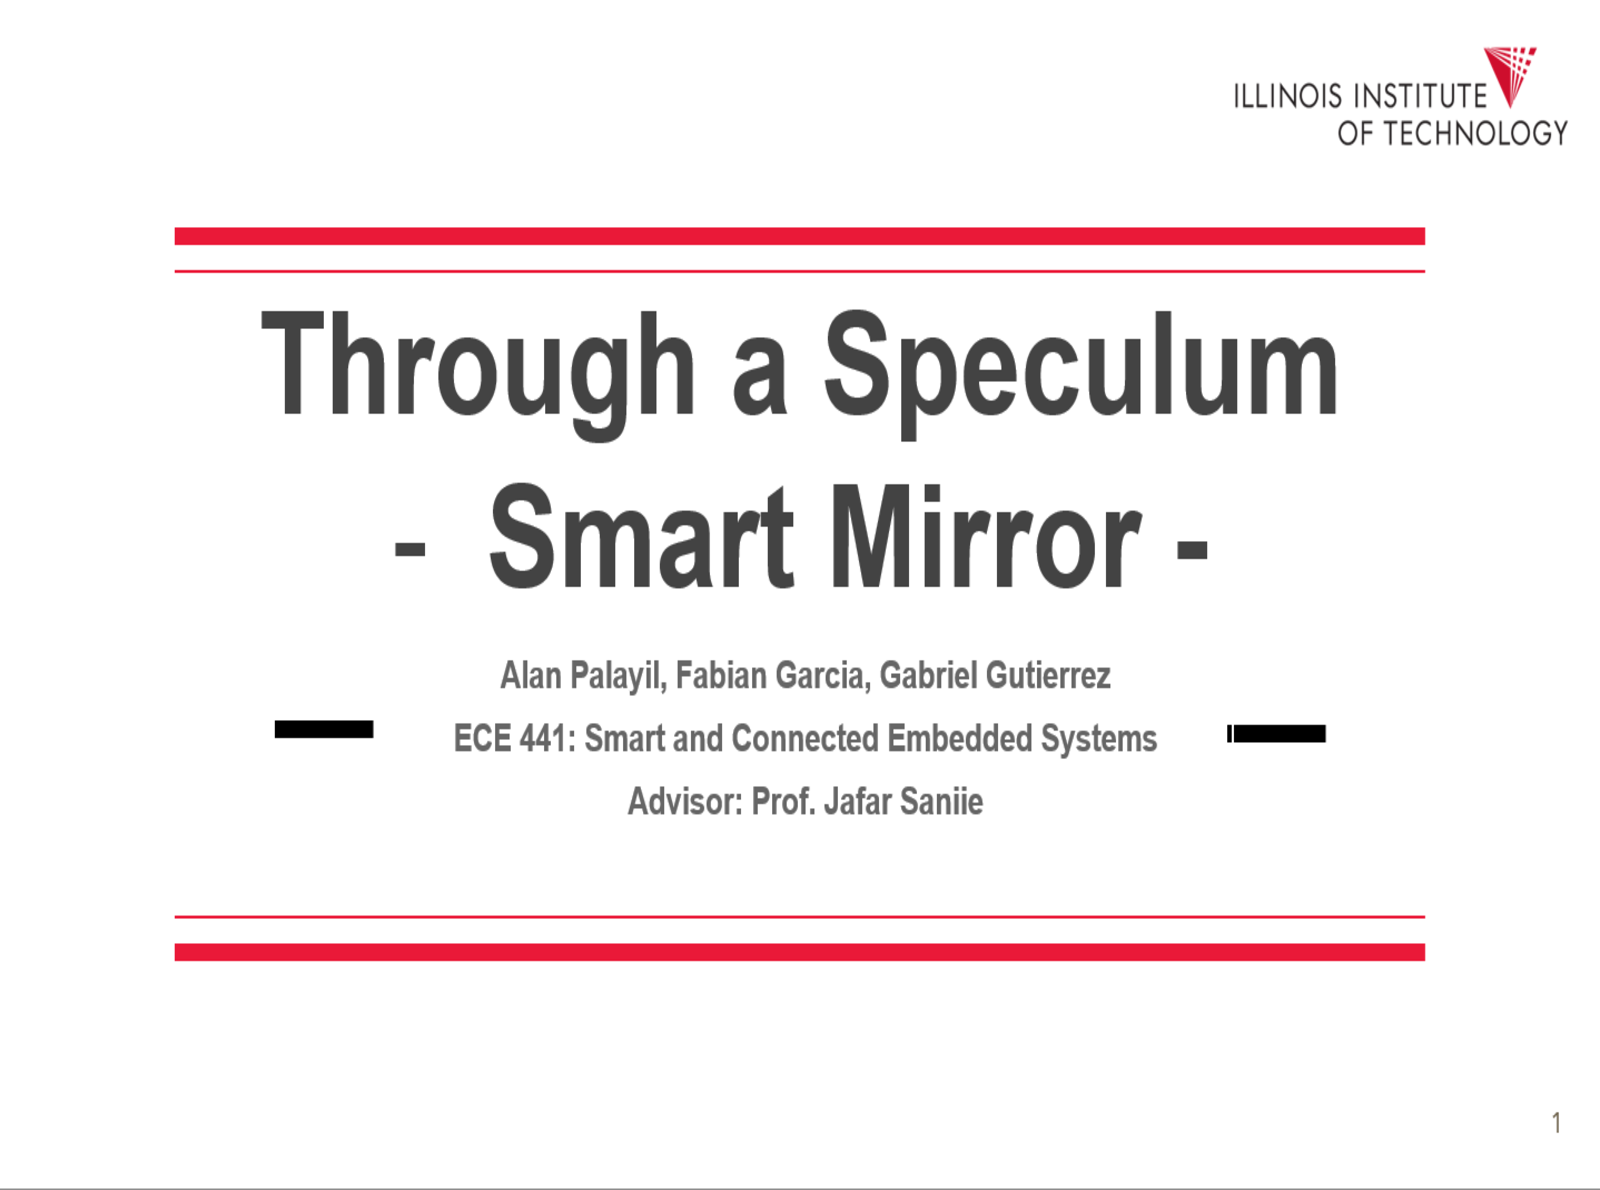 ILLINOIS INSTITUTE
OF TECHNOLOGY
Through a Speculum
- Smart Mirror -
Alan Palayil, Fabian Garcia, Gabriel Gutierrez
ECE 441: Smart and Connected Embedded Systems
Advisor: Prof. Jafar Saniie
1